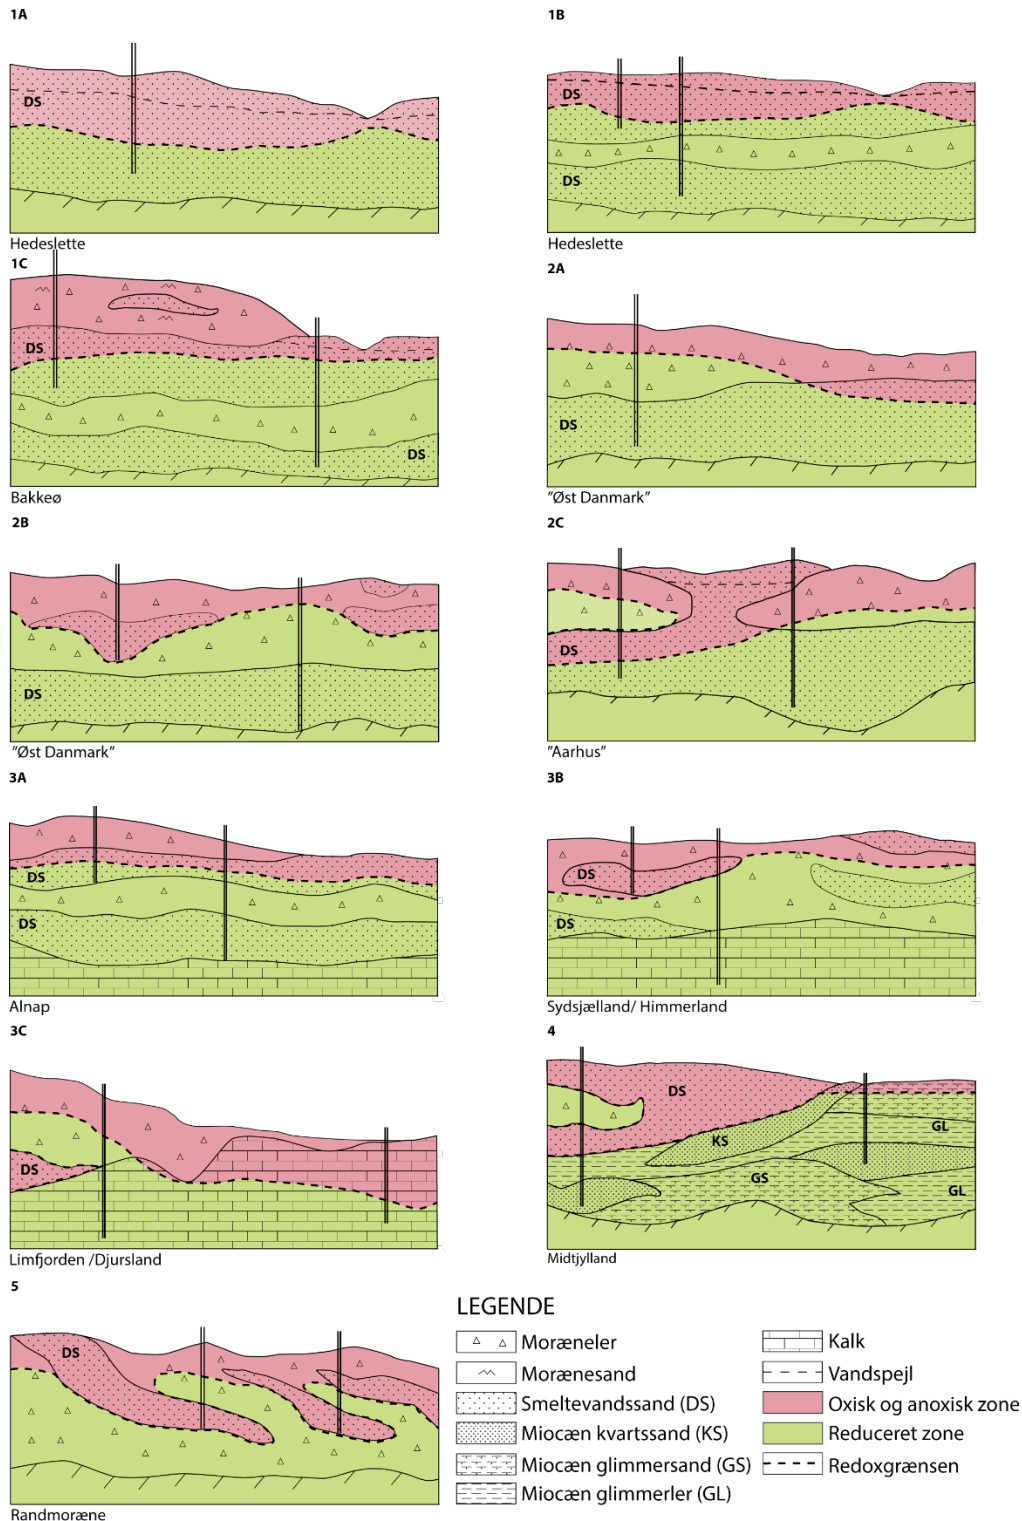 1A
1B
DS
DS
DS
Hedeslette
Hedeslette
1C
2A
DS
DS
DS
Bakkeø
"Øst Danmark"
2B
2C
DS
DS
"Øst Danmark"
"Aarhus"
3A
3B
DS
DS
DS
DS
Alnap
Sydsjælland/ Himmerland
3C
4
DS
DS
KS
GL
GS
GL
Limfjorden /Djursland
Midtjylland
5
DS
Randmoræne
LEGENDE
Moræneler
Morænesand
Smeltevandssand (DS)
Miocæn kvartssand (KS)
Miocæn glimmersand (GS)
Miocæn glimmerler (GL)
Kalk
Vandspejl
Oxisk og anoxisk zone
Reduceret zone
Redoxgrænsen